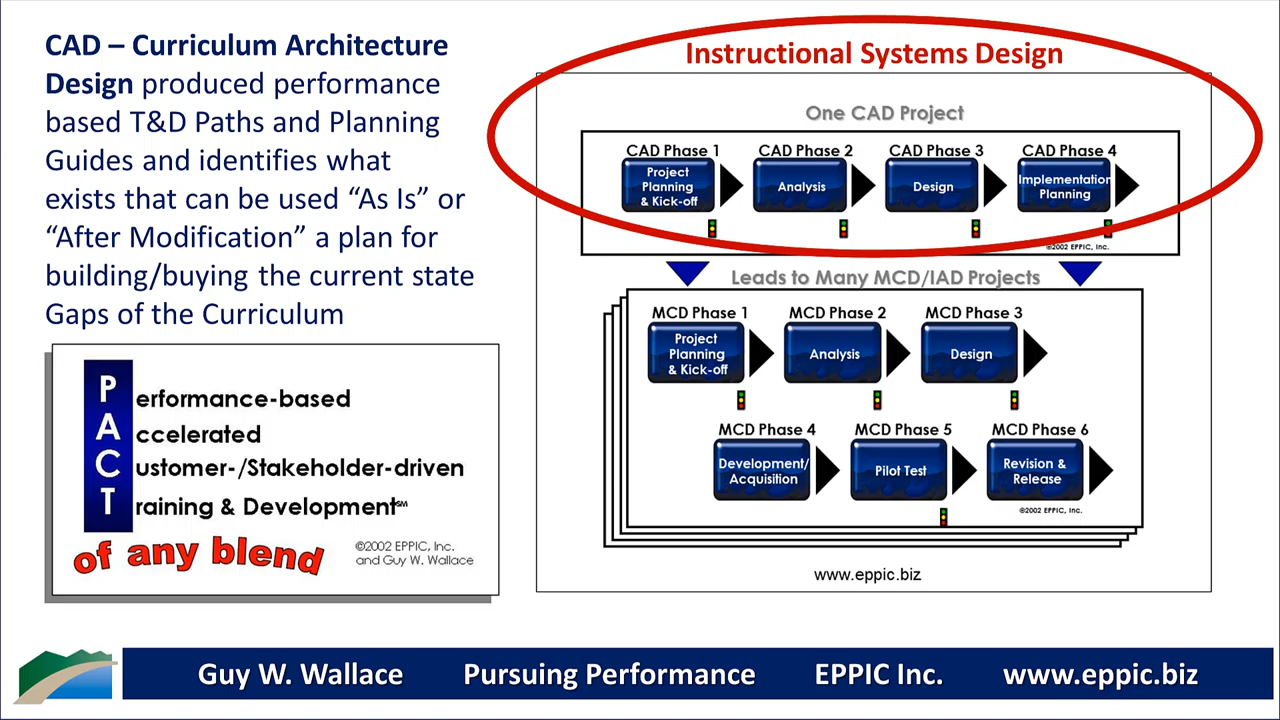 CAD – Curriculum Architecture
Design produced performance
based T&D Paths and Planning
Guides and identifies what
exists that can be used “As Is” or
“After Modification” a plan for
building/buying the current state
Gaps of the Curriculum
P erformance-based
A ccelerated
C ustomer-/Stakeholder-driven
T raining & Development℠
of any blend
©2002 EPPIC, Inc.
and Guy W. Wallace
Instructional Systems Design
One CAD Project
CAD Phase 1 CAD Phase 2 CAD Phase 3 CAD Phase 4
Project
Planning
& Kick-off
Analysis
Design
Implementation
Planning
©2002 EPPIC, Inc.
Leads to Many MCD/IAD Projects
MCD Phase 1 MCD Phase 2 MCD Phase 3
Project
Planning
& Kick-off
Analysis
Design
MCD Phase 4 MCD Phase 5 MCD Phase 6
Development/
Acquisition
Pilot Test
Revision &
Release
©2002 EPPIC, Inc.
www.eppic.biz
Guy W. Wallace Pursuing Performance EPPIC Inc. www.eppic.biz